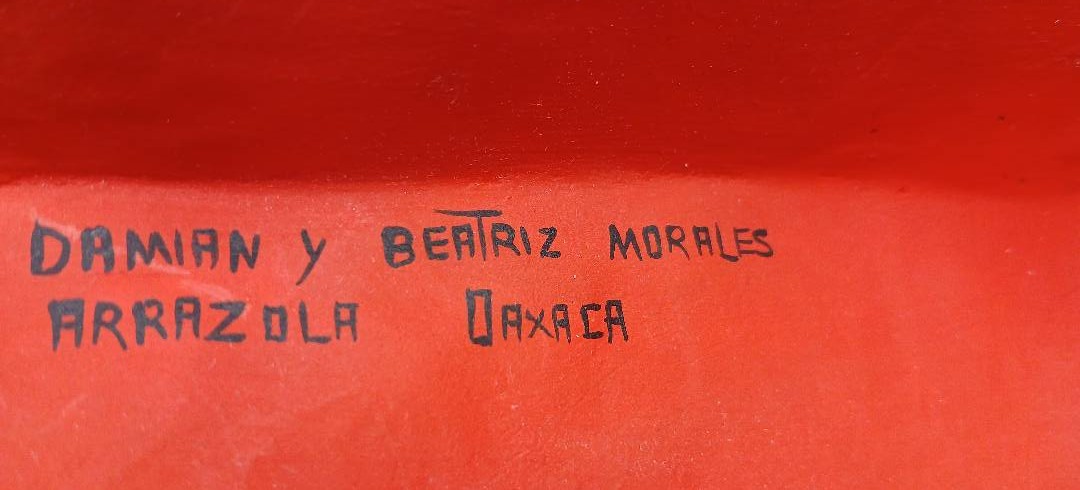 DAMIAN Y BEATRIZ MORALES
ARRAZOLA OAXACA